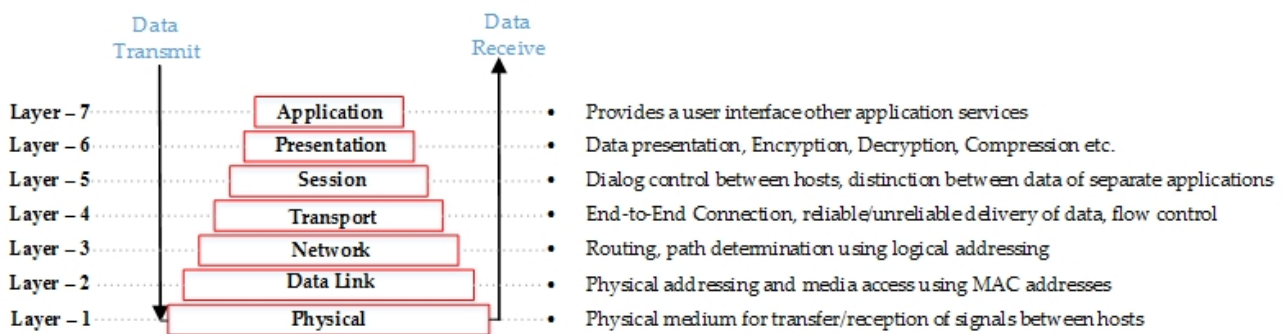 Data
Transmit
Data
Receive
Layer – 7 Application • Provides a user interface other application services
Layer – 6 Presentation • Data presentation, Encryption, Decryption, Compression etc.
Layer – 5 Session • Dialog control between hosts, distinction between data of separate applications
Layer – 4 Transport • End-to-End Connection, reliable/unreliable delivery of data, flow control
Layer – 3 Network • Routing, path determination using logical addressing
Layer – 2 Data Link • Physical addressing and media access using MAC addresses
Layer – 1 Physical • Physical medium for transfer/reception of signals between hosts